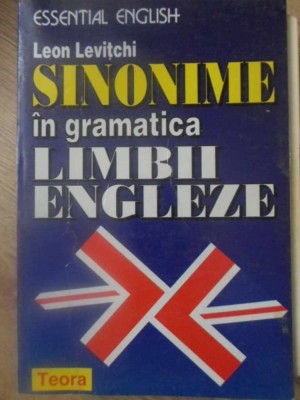 ESSENTIAL ENGLISH
Leon Levițchi
SINONIME
în gramatica
LIMBII
ENGLEZE
Teora